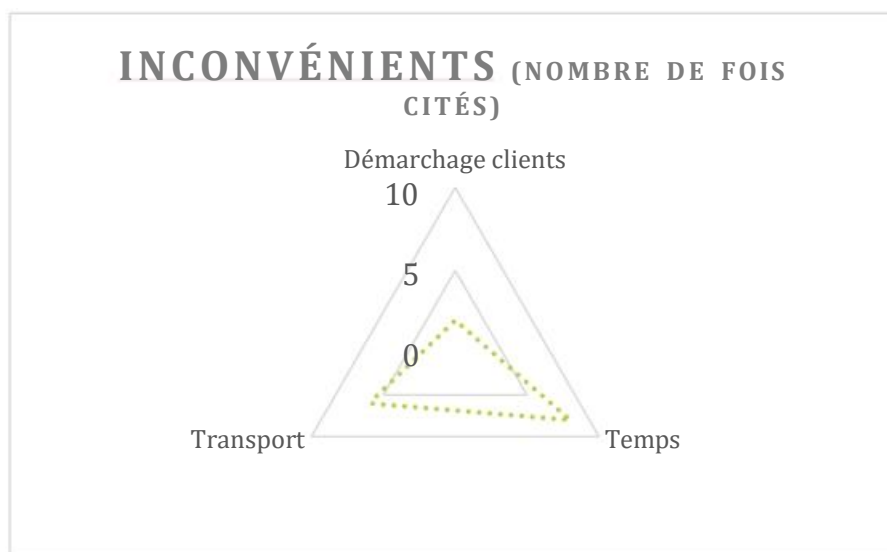 INCONVÉNIENTS (NOMBRE DE FOIS
CITÉS)
Démarchage clients
10
5
0
Transport
Temps